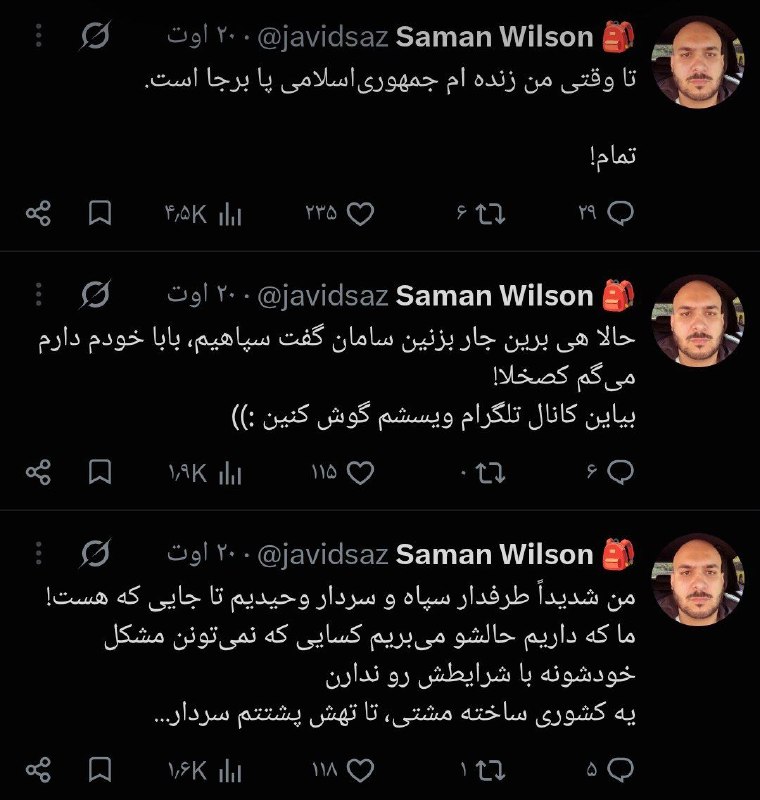 Saman Wilson @javidsaz · ۲۰ اوت
تا وقتی من زنده ام جمهوری‌اسلامی پا برجا است.
تمام!
۲۹ ۶ ۲۳۵ ۴٫۵K
Saman Wilson @javidsaz · ۲۰ اوت
حالا هی برین جار بزنین سامان گفت سپاهیم، بابا خودم دارم
می‌گم کصخلا!
بیاین کانال تلگرام ویسشم گوش کنین :))
۶ ۰ ۱۱۵ ۱٫۹K
Saman Wilson @javidsaz · ۲۰ اوت
من شدیداً طرفدار سپاه و سردار وحیدیم تا جایی که هست!
ما که داریم حالشو می‌بریم کسایی که نمی‌تونن مشکل
خودشونه با شرایطش رو ندارن
یه کشوری ساخته مشتی، تا تهش پشتتم سردار...
۵ ۱ ۱۱۸ ۱٫۶K